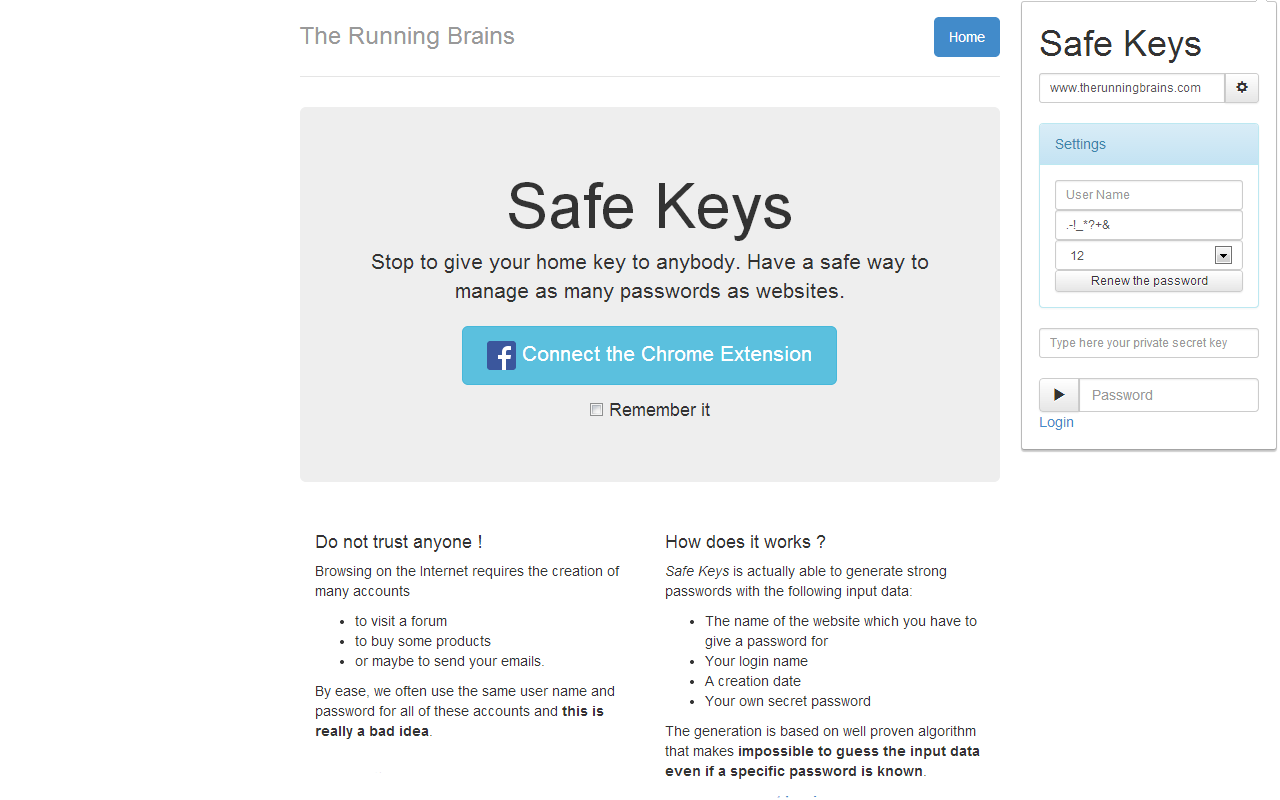 The Running Brains
Home
Safe Keys
Stop to give your home key to anybody. Have a safe way to
manage as many passwords as websites.
Connect the Chrome Extension
Remember it
Do not trust anyone !
Browsing on the Internet requires the creation of
many accounts
• to visit a forum
• to buy some products
• or maybe to send your emails.
By ease, we often use the same user name and
password for all of these accounts and this is
really a bad idea.
How does it works ?
Safe Keys is actually able to generate strong
passwords with the following input data:
• The name of the website which you have to
give a password for
• Your login name
• A creation date
• Your own secret password
The generation is based on well proven algorithm
that makes impossible to guess the input data
even if a specific password is known.
Safe Keys
www.therunningbrains.com
Settings
User Name
.-!_*?+&
12
Renew the password
Type here your private secret key
Password
Login